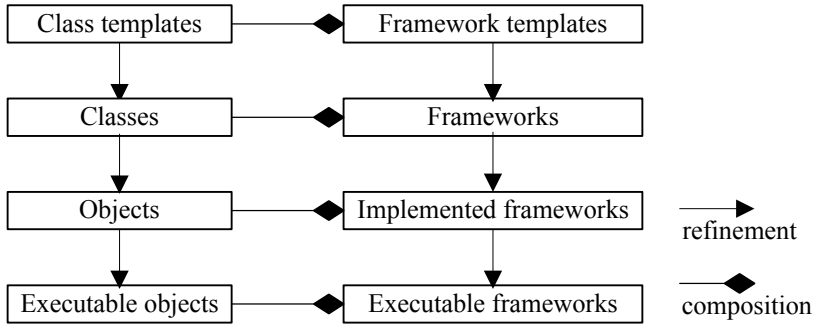 Class templates
Framework templates
Classes
Frameworks
Objects
Implemented frameworks
refinement
Executable objects
Executable frameworks
composition